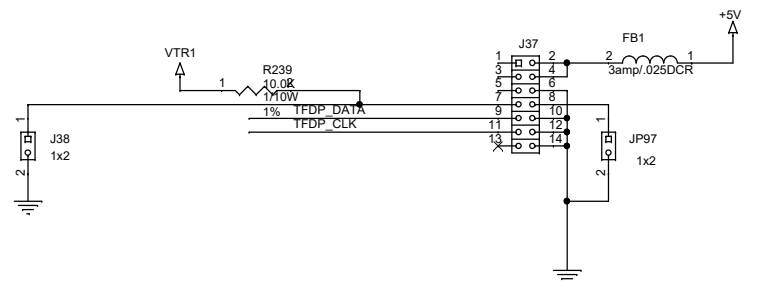 +5V
FB1
2 1
3amp/.025DCR
J37
1 2
3 4
5 6
7 8
9 10
11 12
13 14
VTR1
R239
1 2
10.0K
1/10W
1%
TFDP_DATA
TFDP_CLK
1
J38
1x2
2
1
JP97
1x2
2